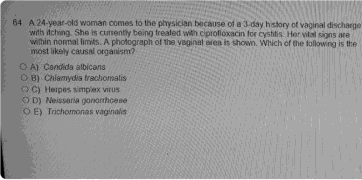 64. A 24-year-old woman comes to the physician because of a 3-day history of vaginal discharge
with itching. She is currently being treated with ciprofloxacin for cystitis. Her vital signs are
within normal limits. A photograph of the vaginal area is shown. Which of the following is the
most likely causal organism?
A) Candida albicans
B) Chlamydia trachomatis
C) Herpes simplex virus
D) Neisseria gonorrhoeae
E) Trichomonas vaginalis